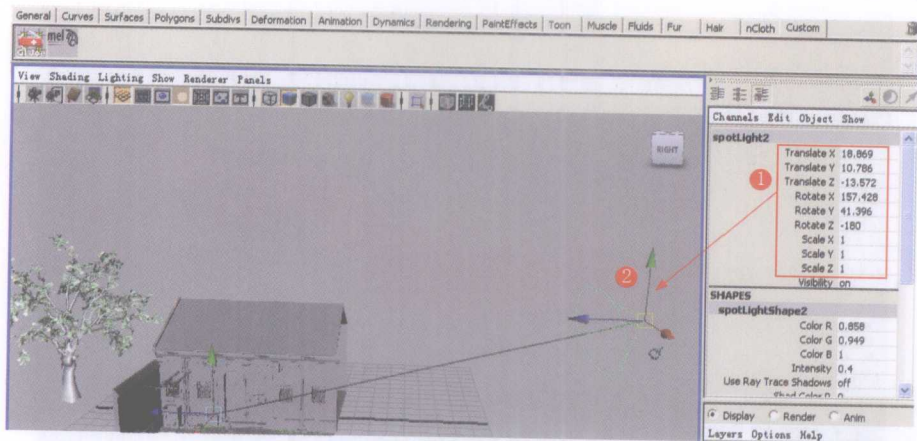 General Curves Surfaces Polygons Subdivs Deformation Animation Dynamics Rendering PaintEffects Toon Muscle Fluids Fur Hair nCloth Custom
mel
View Shading Lighting Show Renderer Panels
RIGHT
Channels Edit Object Show
spotLight2
Translate X 18.869
Translate Y 10.786
Translate Z -13.572
Rotate X 157.428
Rotate Y 41.396
Rotate Z -180
Scale X 1
Scale Y 1
Scale Z 1
Visibility on
1
2
SHAPES
spotLightShape2
Color R 0.858
Color G 0.949
Color B 1
Intensity 0.4
Use Ray Trace Shadows off
Display Render Anim
Layers Options Help